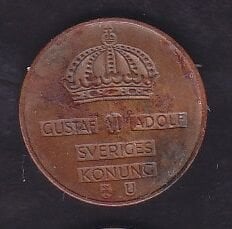 GUSTAF VI ADOLF
SVERIGES
KONUNG
U